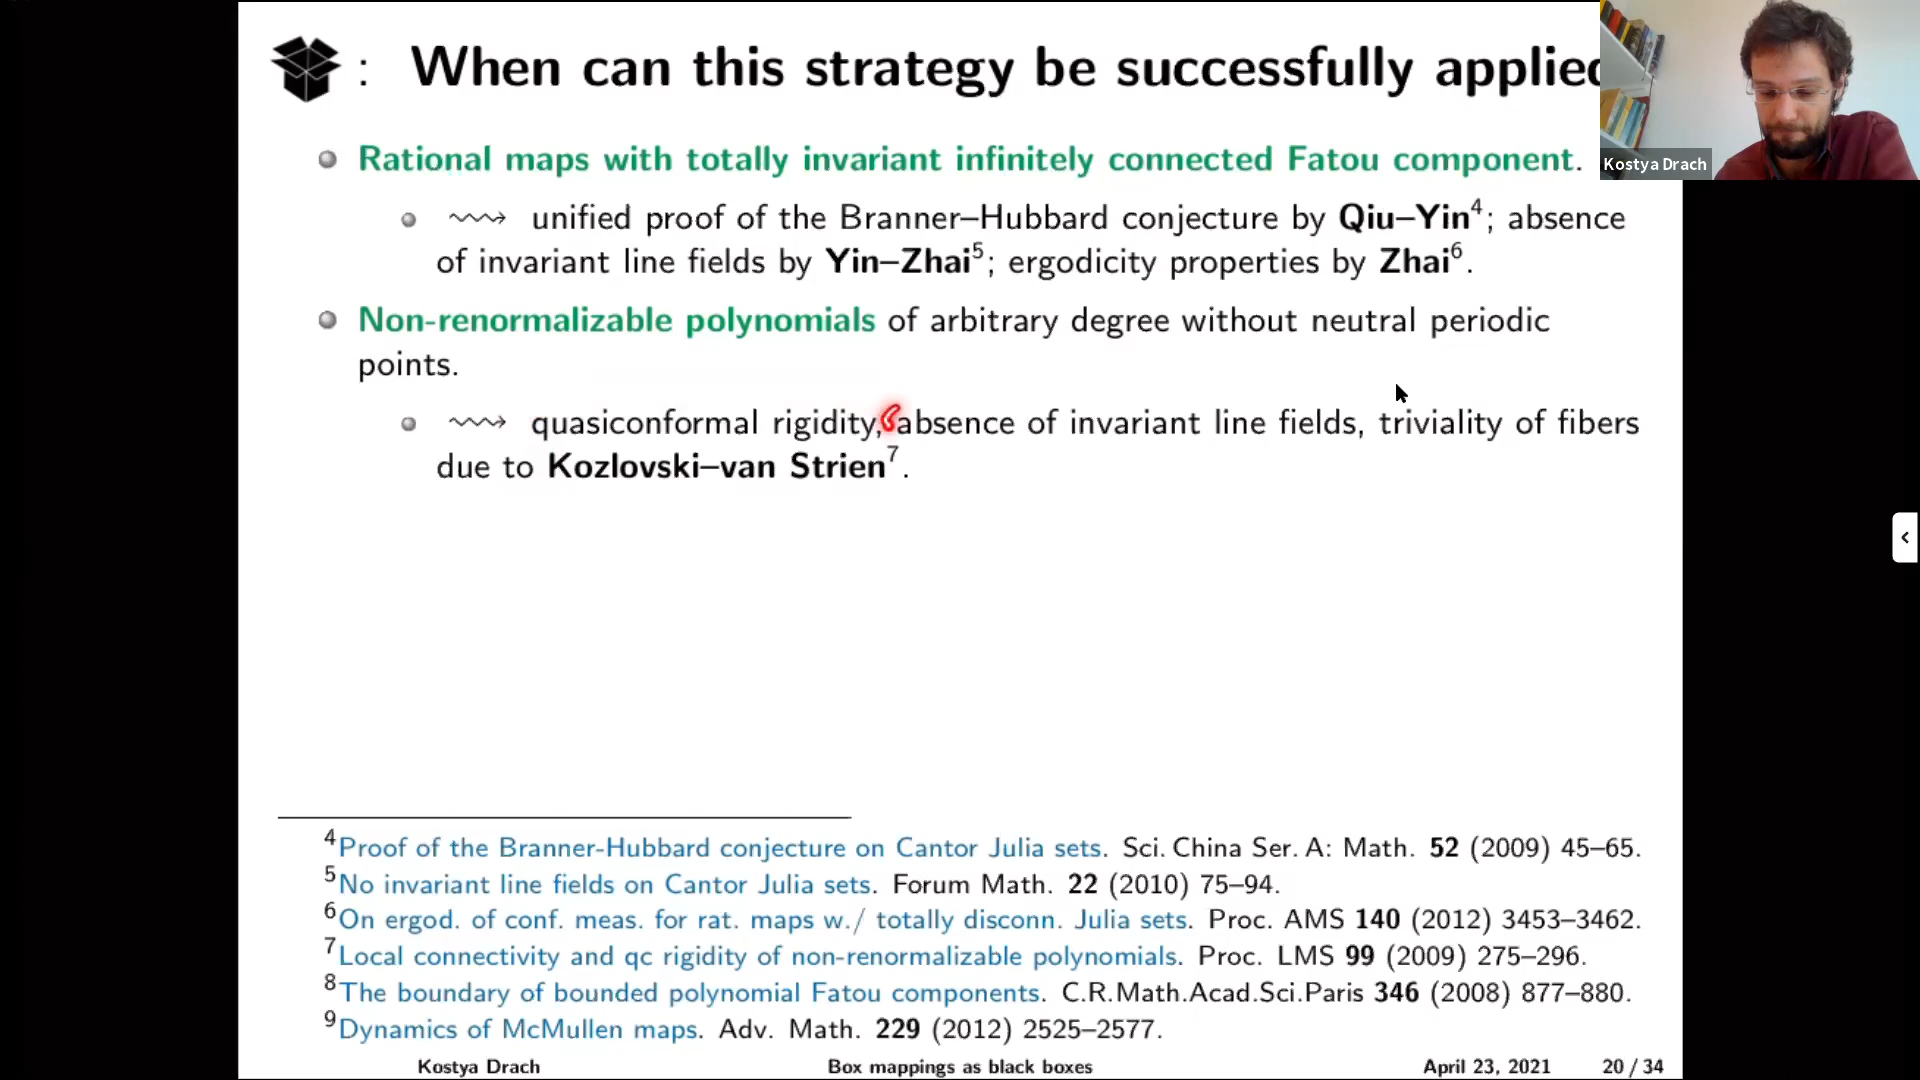 : When can this strategy be successfully applied
Kostya Drach
Rational maps with totally invariant infinitely connected Fatou component.
⇝ unified proof of the Branner–Hubbard conjecture by Qiu–Yin⁴; absence
of invariant line fields by Yin–Zhai⁵; ergodicity properties by Zhai⁶.
Non-renormalizable polynomials of arbitrary degree without neutral periodic
points.
⇝ quasiconformal rigidity, absence of invariant line fields, triviality of fibers
due to Kozlovski–van Strien⁷.
⁴Proof of the Branner-Hubbard conjecture on Cantor Julia sets. Sci. China Ser. A: Math. 52 (2009) 45–65.
⁵No invariant line fields on Cantor Julia sets. Forum Math. 22 (2010) 75–94.
⁶On ergod. of conf. meas. for rat. maps w./ totally disconn. Julia sets. Proc. AMS 140 (2012) 3453–3462.
⁷Local connectivity and qc rigidity of non-renormalizable polynomials. Proc. LMS 99 (2009) 275–296.
⁸The boundary of bounded polynomial Fatou components. C.R.Math.Acad.Sci.Paris 346 (2008) 877–880.
⁹Dynamics of McMullen maps. Adv. Math. 229 (2012) 2525–2577.
Kostya Drach Box mappings as black boxes April 23, 2021 20 / 34